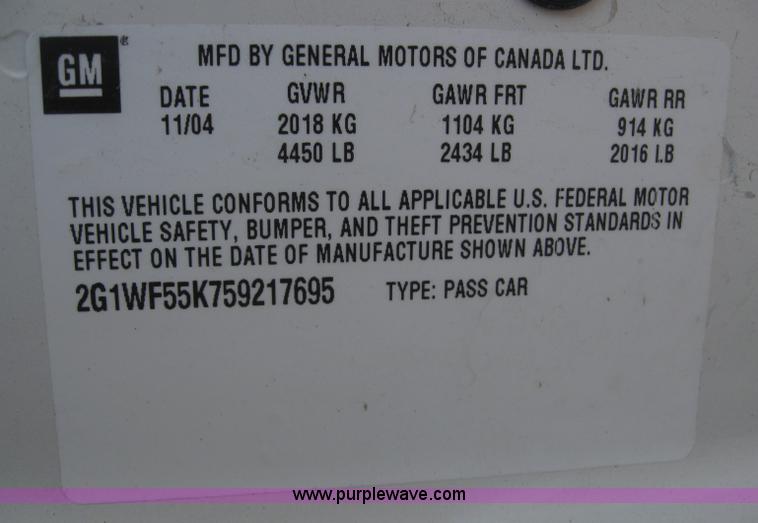 GM
MFD BY GENERAL MOTORS OF CANADA LTD.
DATE GVWR GAWR FRT GAWR RR
11/04 2018 KG 1104 KG 914 KG
4450 LB 2434 LB 2016 LB
THIS VEHICLE CONFORMS TO ALL APPLICABLE U.S. FEDERAL MOTOR
VEHICLE SAFETY, BUMPER, AND THEFT PREVENTION STANDARDS IN
EFFECT ON THE DATE OF MANUFACTURE SHOWN ABOVE.
2G1WF55K759217695 TYPE: PASS CAR
www.purplewave.com